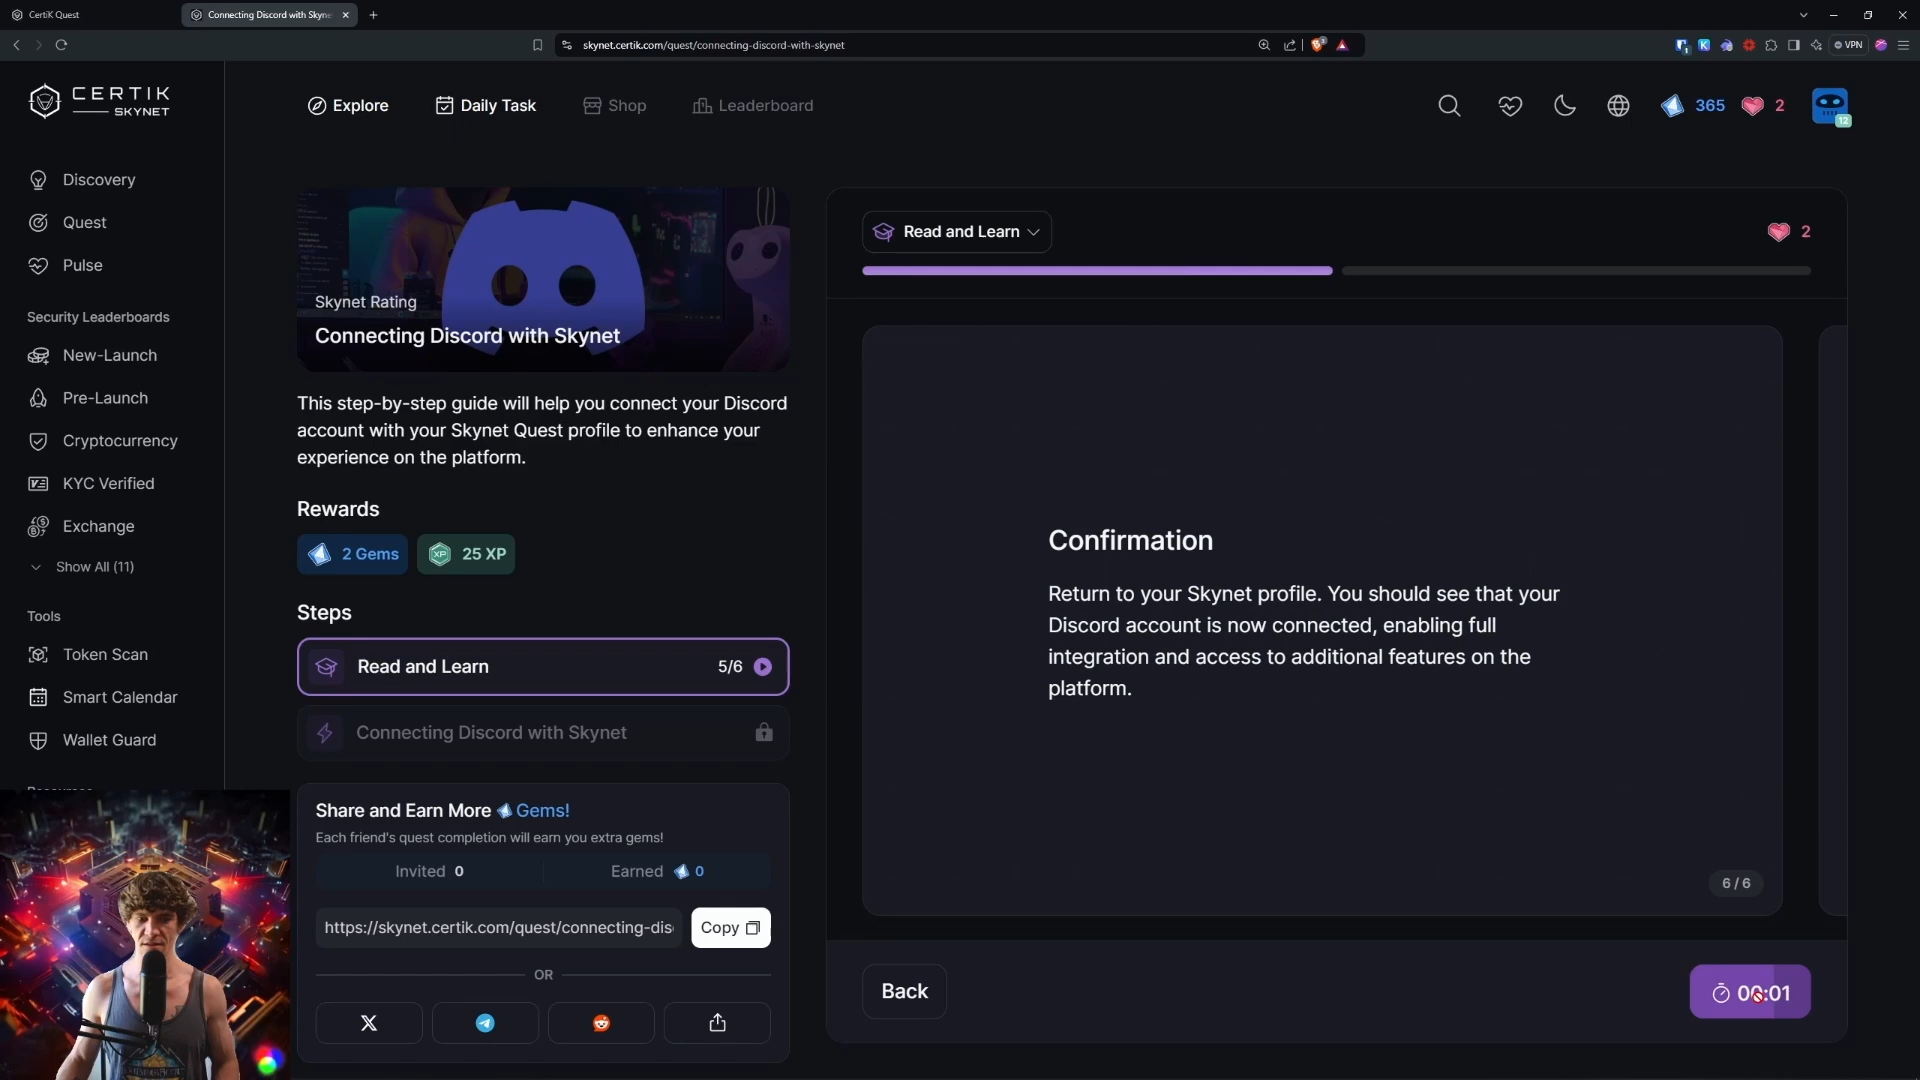 CertiK Quest
Connecting Discord with Skyne
skynet.certik.com/quest/connecting-discord-with-skynet
VPN
CERTIK
SKYNET
Explore
Daily Task
Shop
Leaderboard
365
2
12
Discovery
Quest
Pulse
Security Leaderboards
New-Launch
Pre-Launch
Cryptocurrency
KYC Verified
Exchange
Show All (11)
Tools
Token Scan
Smart Calendar
Wallet Guard
Skynet Rating
Connecting Discord with Skynet
This step-by-step guide will help you connect your Discord
account with your Skynet Quest profile to enhance your
experience on the platform.
Rewards
2 Gems
XP
25 XP
Steps
Read and Learn
5/6
Connecting Discord with Skynet
Share and Earn More Gems!
Each friend's quest completion will earn you extra gems!
Invited 0
Earned 0
https://skynet.certik.com/quest/connecting-dis
Copy
OR
Read and Learn
2
Confirmation
Return to your Skynet profile. You should see that your
Discord account is now connected, enabling full
integration and access to additional features on the
platform.
6 / 6
Back
00:01